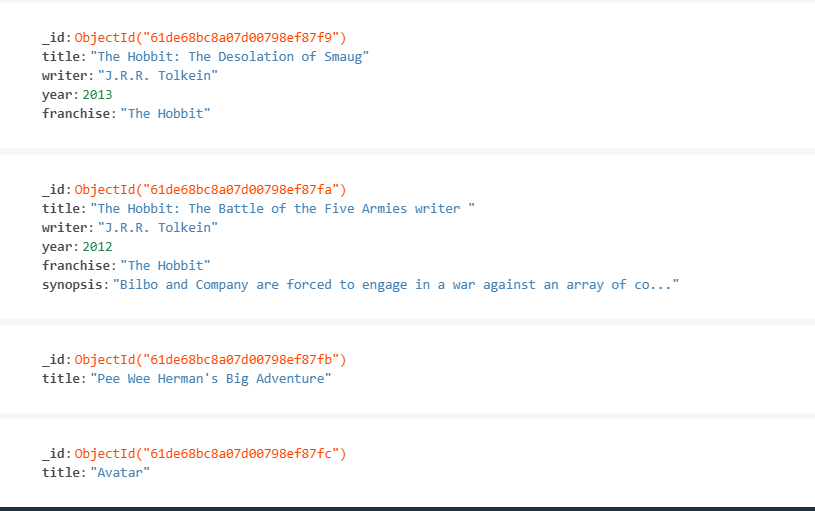 _id: ObjectId("61de68bc8a07d00798ef87f9")
title: "The Hobbit: The Desolation of Smaug"
writer: "J.R.R. Tolkein"
year: 2013
franchise: "The Hobbit"
_id: ObjectId("61de68bc8a07d00798ef87fa")
title: "The Hobbit: The Battle of the Five Armies writer "
writer: "J.R.R. Tolkein"
year: 2012
franchise: "The Hobbit"
synopsis: "Bilbo and Company are forced to engage in a war against an array of co..."
_id: ObjectId("61de68bc8a07d00798ef87fb")
title: "Pee Wee Herman's Big Adventure"
_id: ObjectId("61de68bc8a07d00798ef87fc")
title: "Avatar"